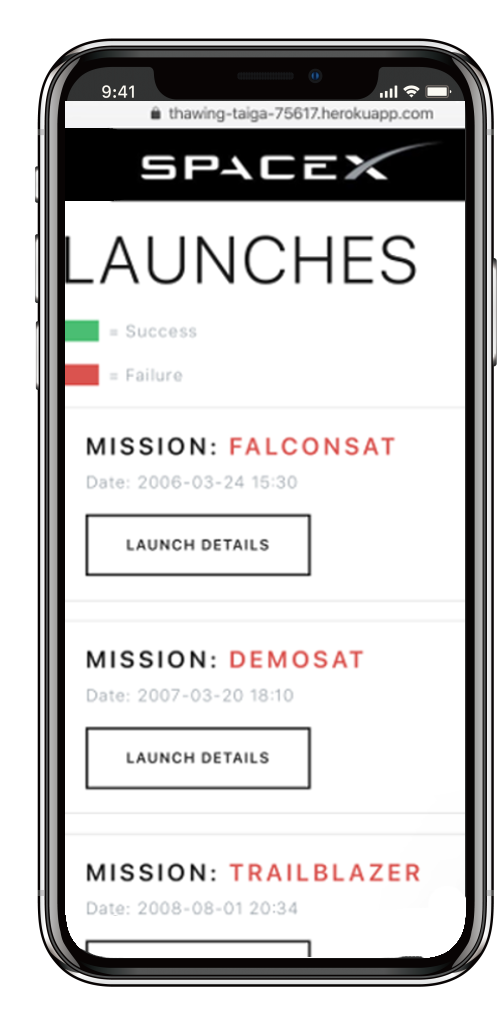 9:41
thawing-taiga-75617.herokuapp.com
SPACEX
LAUNCHES
= Success
= Failure
MISSION: FALCONSAT
Date: 2006-03-24 15:30
LAUNCH DETAILS
MISSION: DEMOSAT
Date: 2007-03-20 18:10
LAUNCH DETAILS
MISSION: TRAILBLAZER
Date: 2008-08-01 20:34